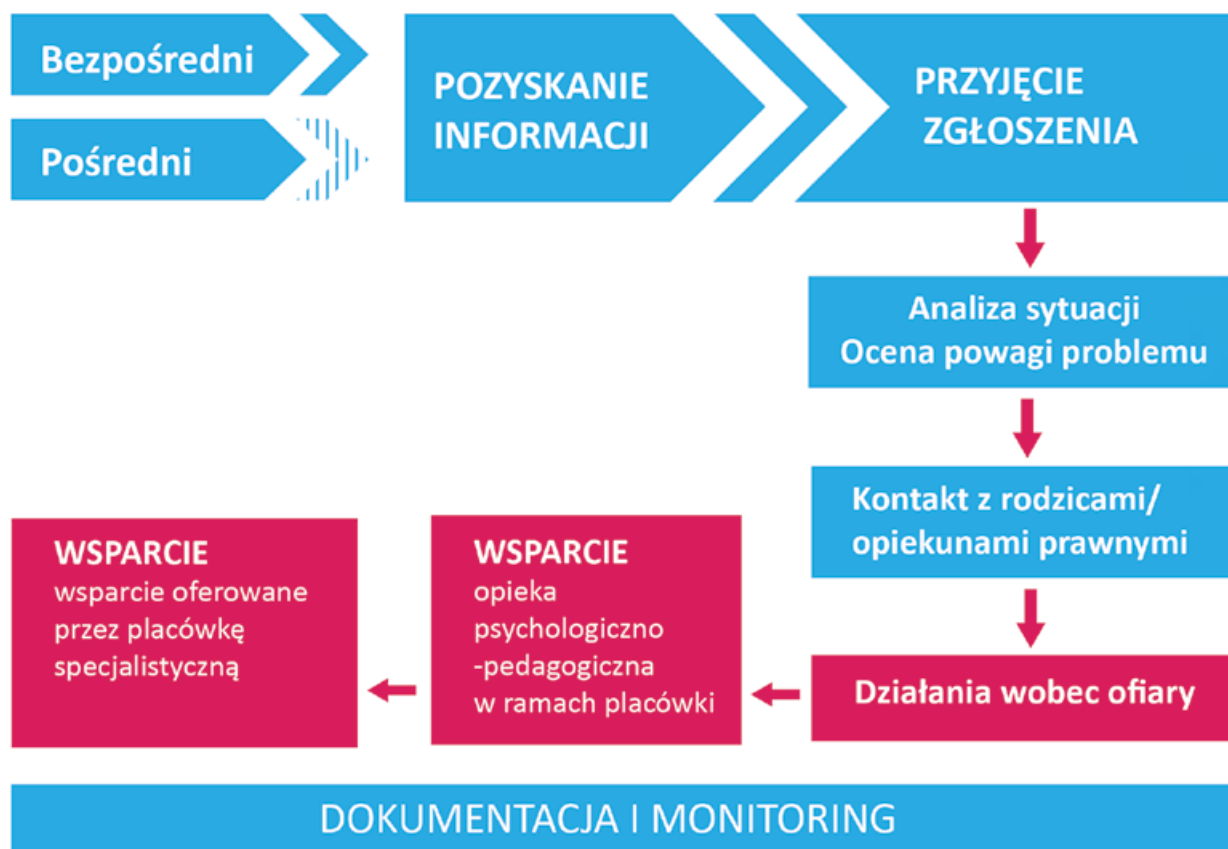 Bezpośredni
Pośredni
POZYSKANIE
INFORMACJI
PRZYJĘCIE
ZGŁOSZENIA
Analiza sytuacji
Ocena powagi problemu
Kontakt z rodzicami/
opiekunami prawnymi
Działania wobec ofiary
WSPARCIE
opieka
psychologiczno
-pedagogiczna
w ramach placówki
WSPARCIE
wsparcie oferowane
przez placówkę
specjalistyczną
DOKUMENTACJA I MONITORING